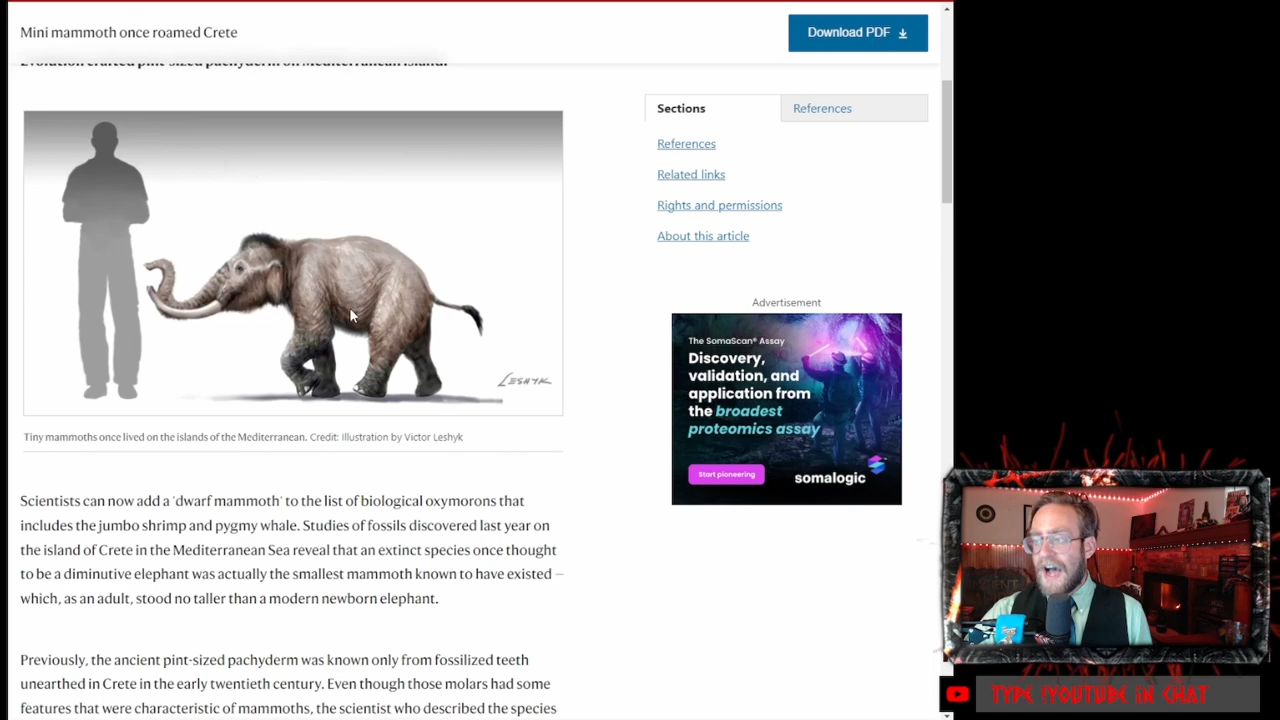 Mini mammoth once roamed Crete
Download PDF
Evolution crafted pint-sized pachyderm on Mediterranean island.
Sections
References
References
Related links
Rights and permissions
About this article
LESHYK
Tiny mammoths once lived on the islands of the Mediterranean. Credit: Illustration by Victor Leshyk
Advertisement
The SomaScan® Assay
Discovery,
validation, and
application from
the broadest
proteomics assay
Start pioneering
somalogic
Scientists can now add a 'dwarf mammoth' to the list of biological oxymorons that
includes the jumbo shrimp and pygmy whale. Studies of fossils discovered last year on
the island of Crete in the Mediterranean Sea reveal that an extinct species once thought
to be a diminutive elephant was actually the smallest mammoth known to have existed —
which, as an adult, stood no taller than a modern newborn elephant.
Previously, the ancient pint-sized pachyderm was known only from fossilized teeth
unearthed in Crete in the early twentieth century. Even though those molars had some
features that were characteristic of mammoths, the scientist who described the species
TYPE !YOUTUBE IN CHAT